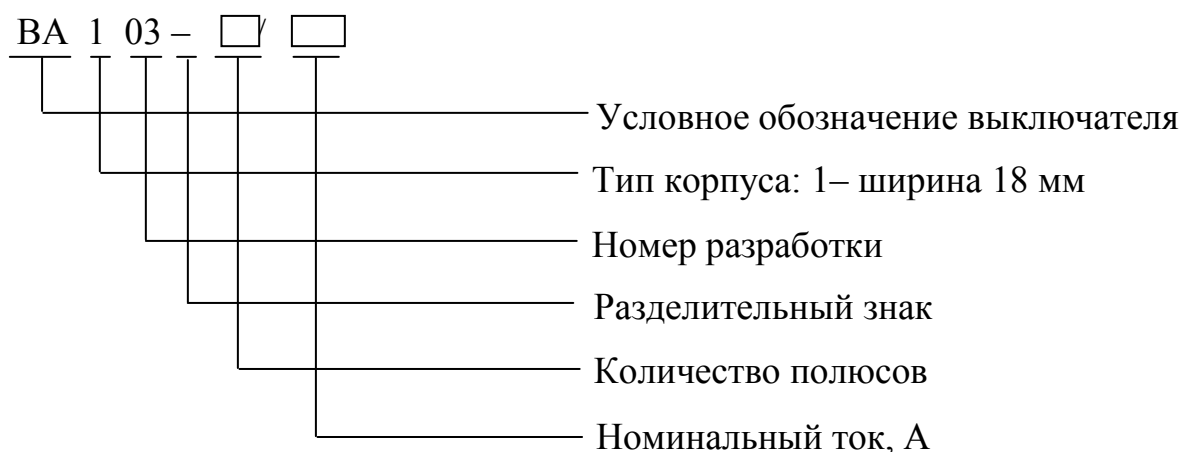 ВА 1 03 – □/ □
Условное обозначение выключателя
Тип корпуса: 1– ширина 18 мм
Номер разработки
Разделительный знак
Количество полюсов
Номинальный ток, А